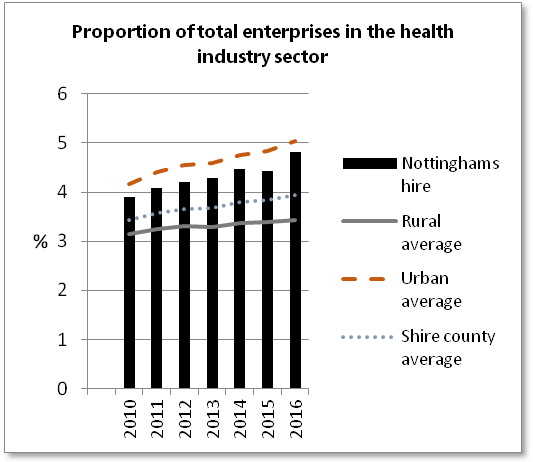 Proportion of total enterprises in the health
industry sector
6
5
4
3
2
1
0
%
2010
2011
2012
2013
2014
2015
2016
Nottinghams
hire
Rural
average
Urban
average
Shire county
average